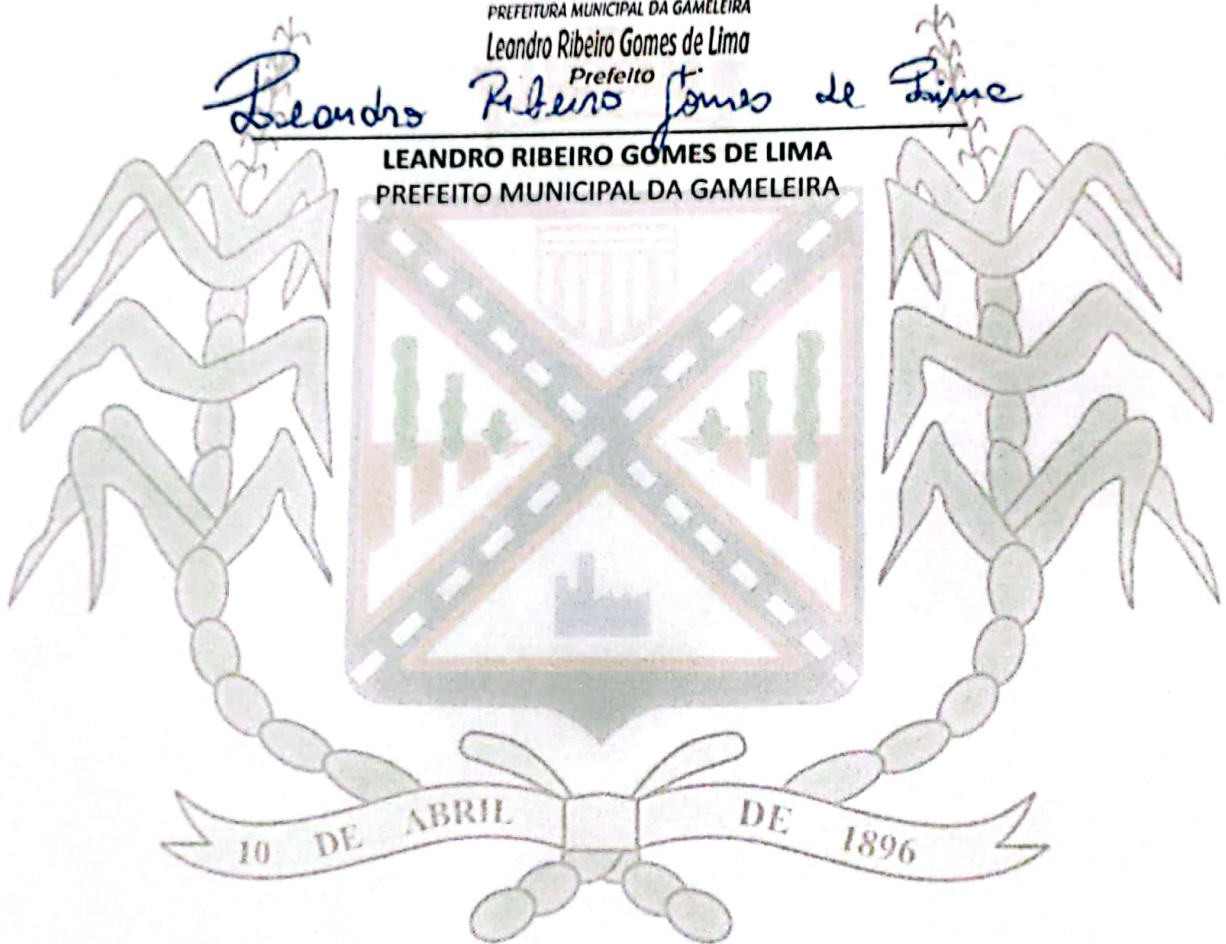 PREFEITURA MUNICIPAL DA GAMELEIRA
Leandro Ribeiro Gomes de Lima
Prefeito
Leandro Ribeiro Gomes de Lima
LEANDRO RIBEIRO GOMES DE LIMA
PREFEITO MUNICIPAL DA GAMELEIRA
10 DE ABRIL DE 1896